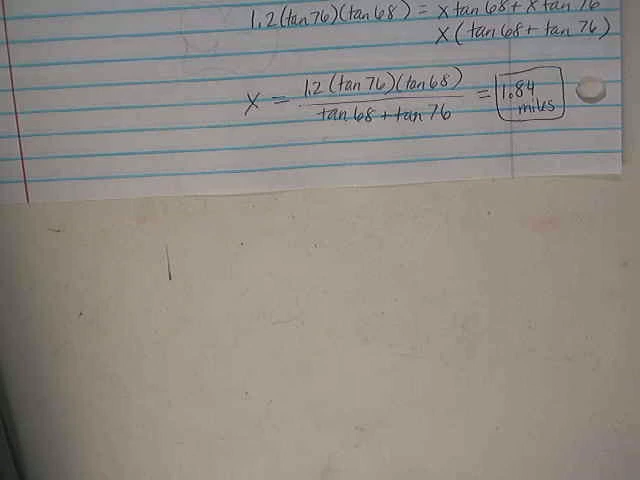 1.2(tan 76)(tan 68) = x tan 68 + x tan 76
x(tan 68 + tan 76)
x = 1.2(tan 76)(tan 68) / tan 68 + tan 76 = 1.84 miles